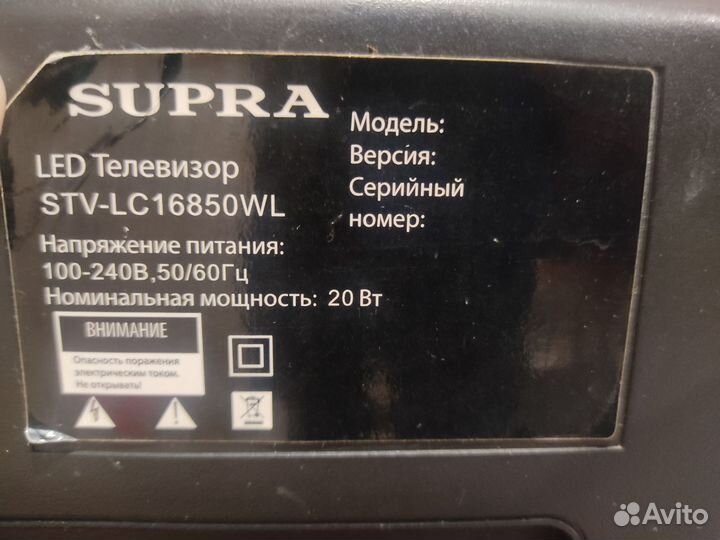 SUPRA
LED Телевизор
STV-LC16850WL
Напряжение питания:
100-240В,50/60Гц
Номинальная мощность: 20 Вт
Модель:
Версия:
Серийный
номер:
ВНИМАНИЕ
Опасность поражения
электрическим током.
Не открывать!
Avito